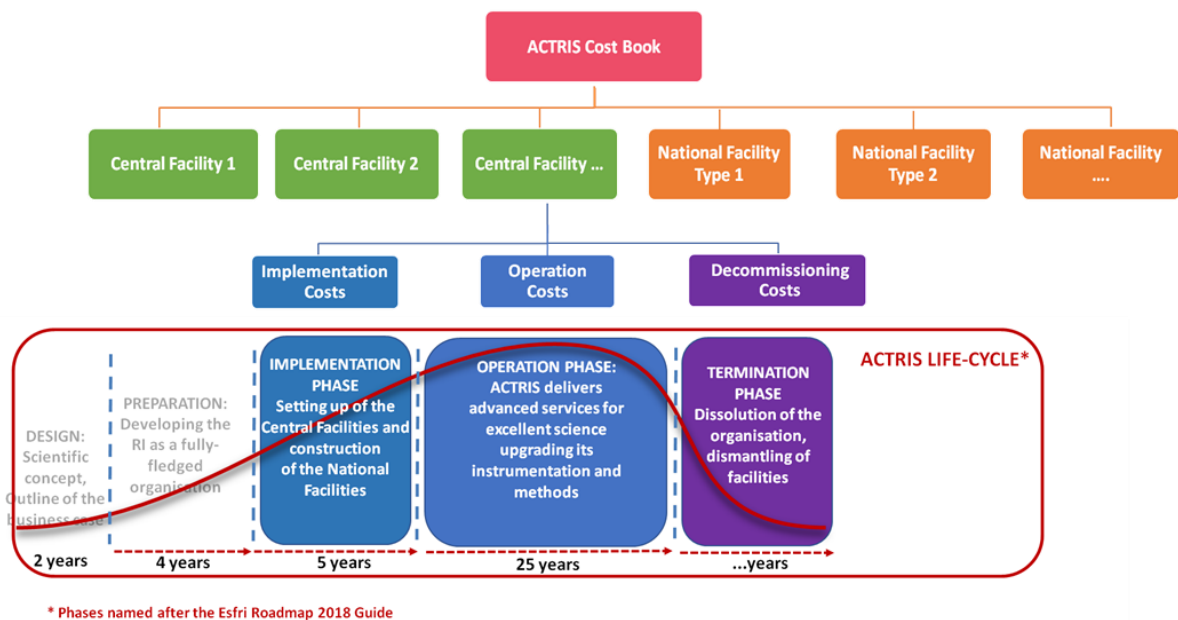 ACTRIS Cost Book
Central Facility 1
Central Facility 2
Central Facility ...
National Facility
Type 1
National Facility
Type 2
National Facility
....
Implementation
Costs
Operation
Costs
Decommissioning
Costs
ACTRIS LIFE-CYCLE*
DESIGN:
Scientific
concept,
Outline of the
business case
PREPARATION:
Developing the
RI as a fully-
fledged
organisation
IMPLEMENTATION
PHASE
Setting up of the
Central Facilities and
construction
of the National
Facilities
OPERATION PHASE:
ACTRIS delivers
advanced services for
excellent science
upgrading its
instrumentation and
methods
TERMINATION
PHASE
Dissolution of the
organisation,
dismantling of
facilities
2 years
4 years
5 years
25 years
...years
* Phases named after the Esfri Roadmap 2018 Guide